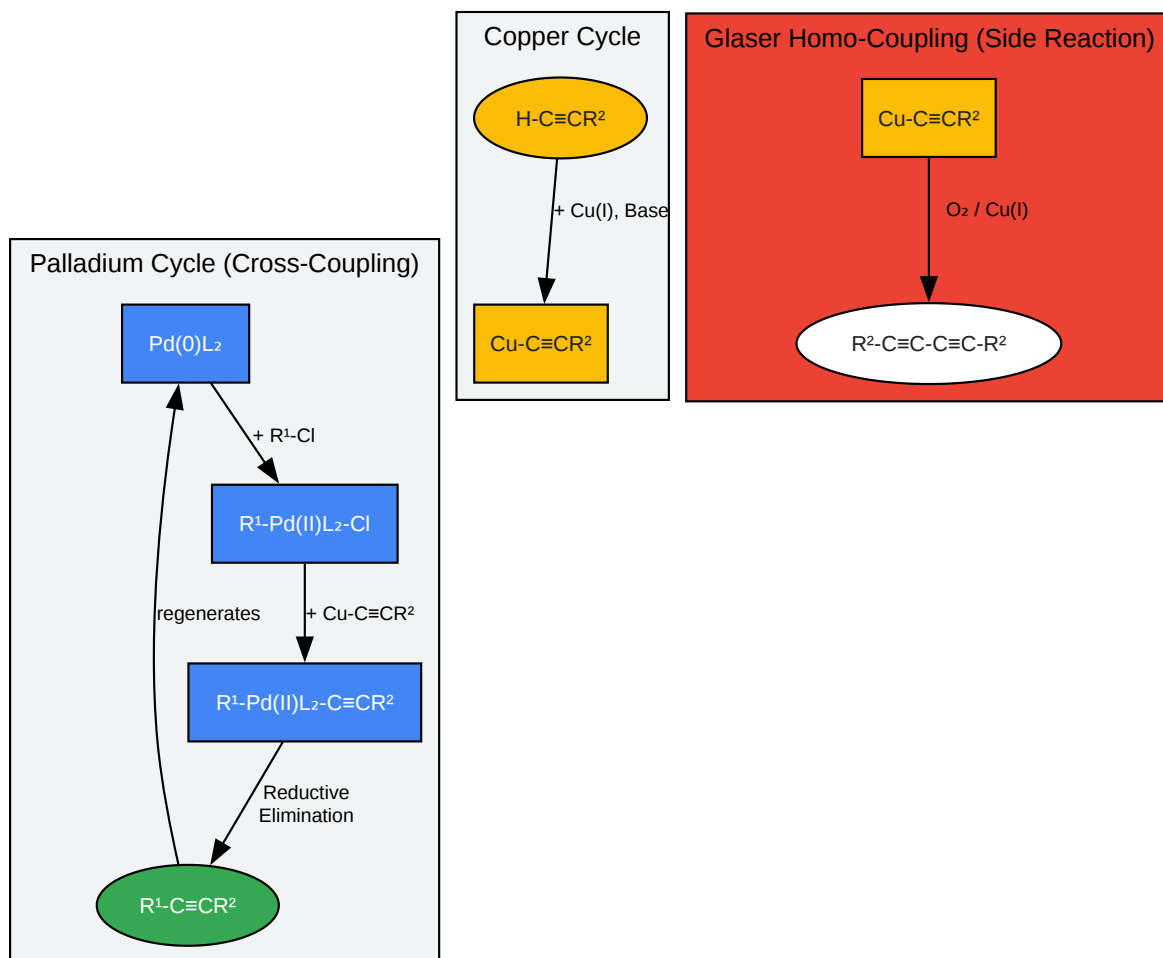 Copper Cycle
H-C≡CR²
+ Cu(I), Base
Cu-C≡CR²
Glaser Homo-Coupling (Side Reaction)
Cu-C≡CR²
O₂ / Cu(I)
R²-C≡C-C≡C-R²
Palladium Cycle (Cross-Coupling)
Pd(0)L₂
+ R¹-Cl
R¹-Pd(II)L₂-Cl
regenerates
+ Cu-C≡CR²
R¹-Pd(II)L₂-C≡CR²
Reductive
Elimination
R¹-C≡CR²